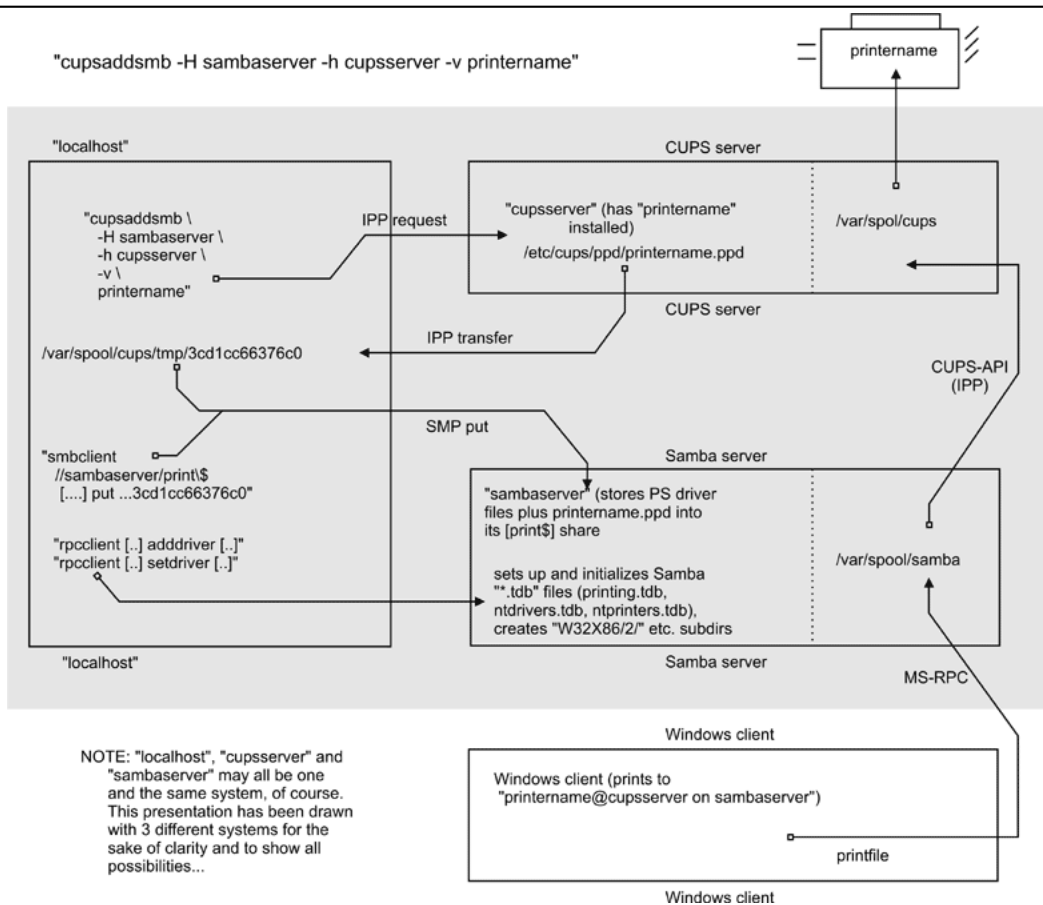 "cupsaddsmb -H sambaserver -h cupsserver -v printername"
printername
"localhost"
CUPS server
"cupsaddsmb \
-H sambaserver \
-h cupsserver \
-v \
printername"
IPP request
"cupsserver" (has "printername"
installed)
/etc/cups/ppd/printername.ppd
/var/spol/cups
CUPS server
IPP transfer
/var/spool/cups/tmp/3cd1cc66376c0
CUPS-API
(IPP)
SMP put
"smbclient
//sambaserver/print\$
[....] put ...3cd1cc66376c0"
Samba server
"sambaserver" (stores PS driver
files plus printername.ppd into
its [print$] share
"rpcclient [..] adddriver [..]"
"rpcclient [..] setdriver [..]"
sets up and initializes Samba
"*.tdb" files (printing.tdb,
ntdrivers.tdb, ntprinters.tdb),
creates "W32X86/2/" etc. subdirs
/var/spool/samba
"localhost"
Samba server
MS-RPC
NOTE: "localhost", "cupsserver" and
"sambaserver" may all be one
and the same system, of course.
This presentation has been drawn
with 3 different systems for the
sake of clarity and to show all
possibilities...
Windows client
Windows client (prints to
"printername@cupsserver on sambaserver")
printfile
Windows client